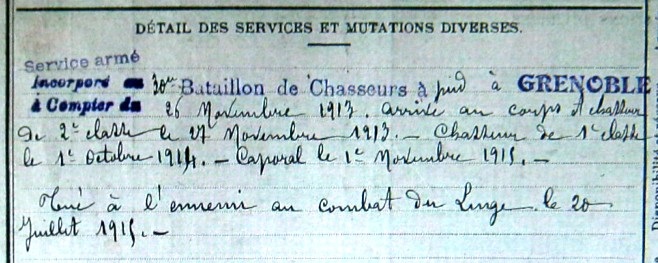 DÉTAIL DES SERVICES ET MUTATIONS DIVERSES.
Service armé
Incorporé au 30me Bataillon de Chasseurs à pied à GRENOBLE
à Compter du 26 Novembre 1913. Arrivé au corps et chasseur
de 2e classe le 27 Novembre 1913. - Chasseur de 1e classe
le 1e Octobre 1914. - Caporal le 1e Novembre 1915. -
Tué à l'ennemi au combat du Linge le 20
Juillet 1915. -